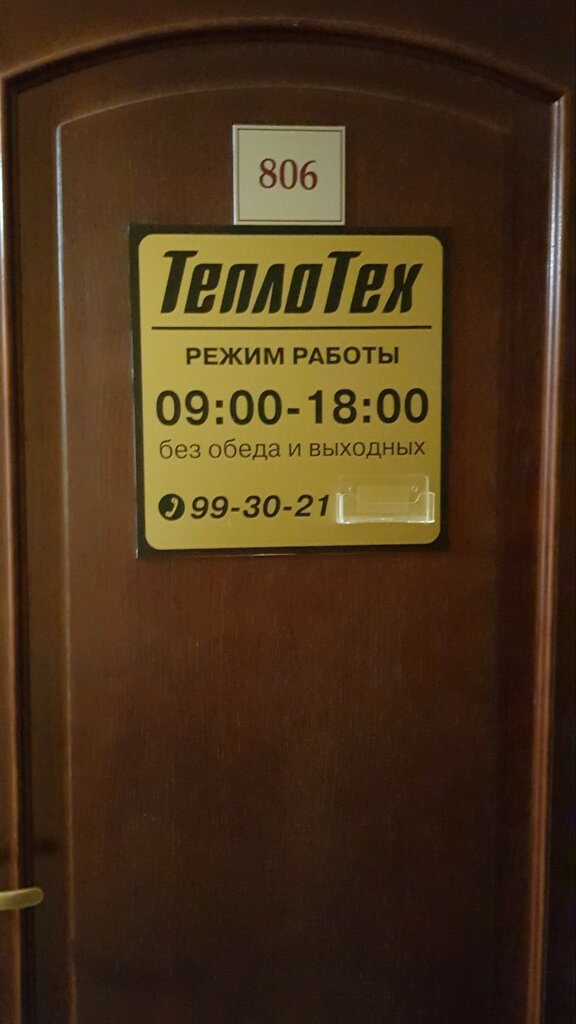 806
ТеплоТех
РЕЖИМ РАБОТЫ
09:00-18:00
без обеда и выходных
99-30-21